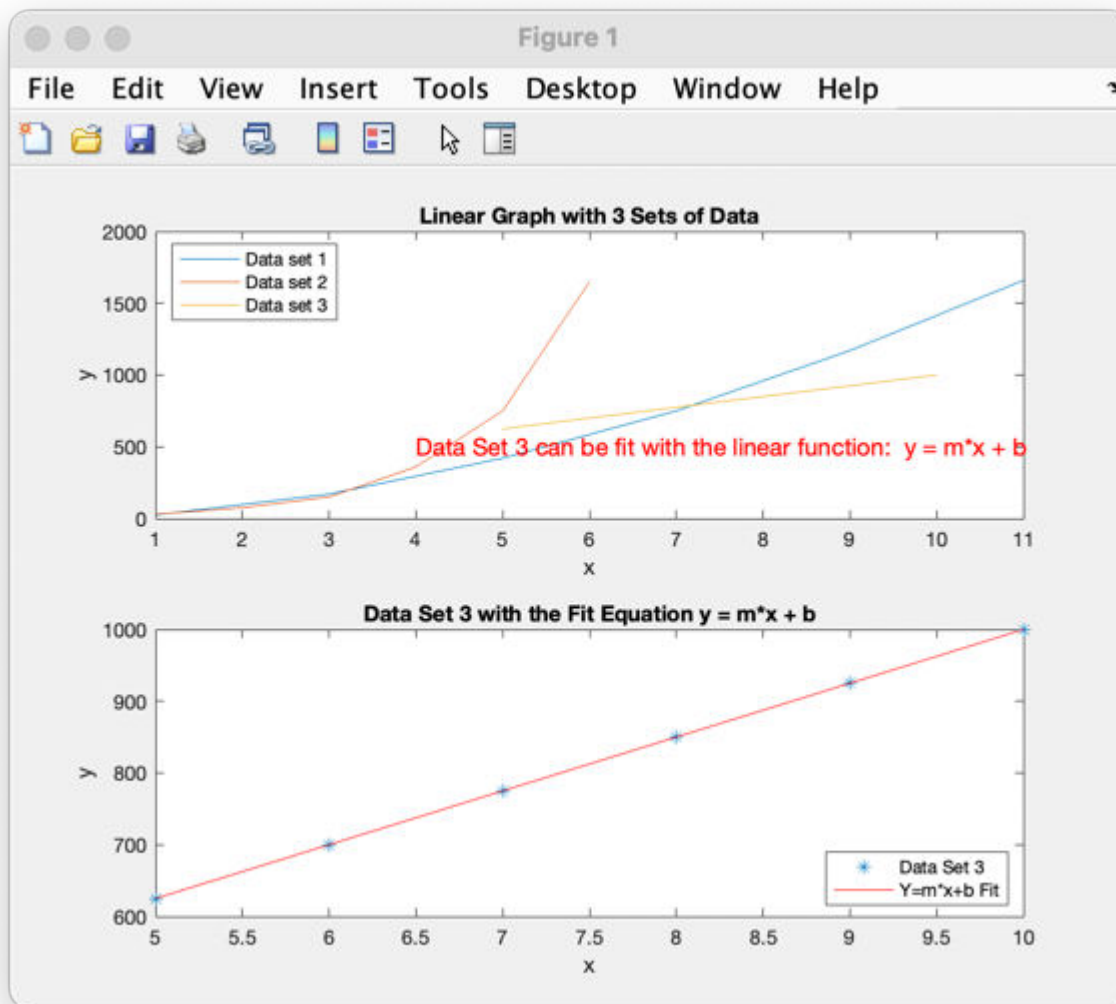 Figure 1
File Edit View Insert Tools Desktop Window Help
Linear Graph with 3 Sets of Data
2000
1500
1000
500
0
y
Data set 1
Data set 2
Data set 3
Data Set 3 can be fit with the linear function: y = m*x + b
1 2 3 4 5 6 7 8 9 10 11
x
Data Set 3 with the Fit Equation y = m*x + b
1000
900
800
700
600
y
Data Set 3
Y=m*x+b Fit
5 5.5 6 6.5 7 7.5 8 8.5 9 9.5 10
x